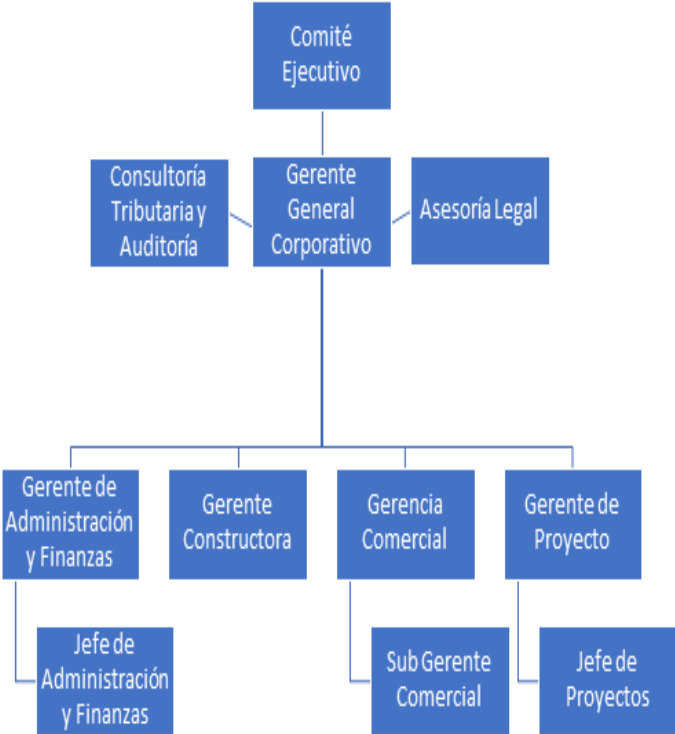 Comité
Ejecutivo
Consultoría
Tributaria y
Auditoría
Gerente
General
Corporativo
Asesoría Legal
Gerente de
Administración
y Finanzas
Gerente
Constructora
Gerencia
Comercial
Gerente de
Proyecto
Jefe de
Administración
y Finanzas
Sub Gerente
Comercial
Jefe de
Proyectos